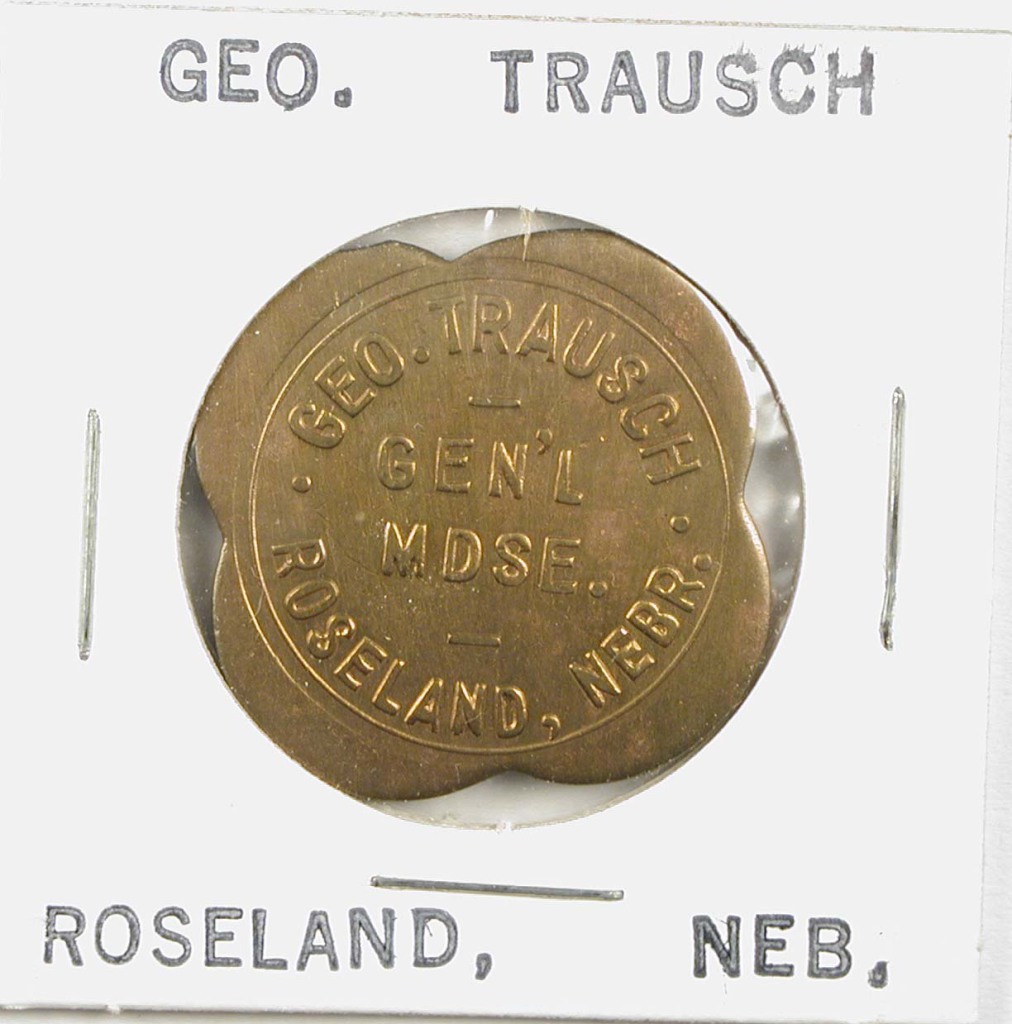 GEO. TRAUSCH
· GEO. TRAUSCH ·
GEN'L
MDSE.
ROSELAND, NEBR.
ROSELAND, NEB.